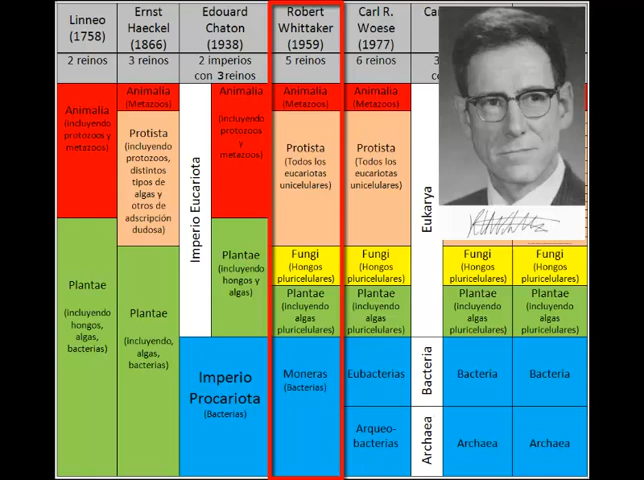 Linneo
(1758)
2 reinos
Animalia
(incluyendo
protozoos y
metazoos)
Plantae
(incluyendo
hongos,
algas,
bacterias)
Ernst
Haeckel
(1866)
3 reinos
Animalia
(Metazoos)
Protista
(incluyendo
protozoos,
distintos
tipos de
algas y
otros de
adscripción
dudosa)
Plantae
(incluyendo,
algas,
bacterias)
Edouard
Chaton
(1938)
2 imperios
con 3 reinos
Imperio Eucariota
Animalia
(incluyendo
protozoos
y
metazoos)
Plantae
(incluyendo
hongos y
algas)
Imperio
Procariota
(Bacterias)
Robert
Whittaker
(1959)
5 reinos
Animalia
(Metazoos)
Protista
(Todos los
eucariotas
unicelulares)
Fungi
(Hongos
pluricelulares)
Plantae
(incluyendo
algas
pluricelulares)
Moneras
(Bacterias)
Carl R.
Woese
(1977)
6 reinos
Animalia
(Metazoos)
Protista
(Todos los
eucariotas
unicelulares)
Fungi
(Hongos
pluricelulares)
Plantae
(incluyendo
algas
pluricelulares)
Eubacterias
Arqueo-
bacterias
Eukarya
Bacteria
Archaea
Fungi
(Hongos
pluricelulares)
Plantae
(incluyendo
algas
pluricelulares)
Bacteria
Archaea
Fungi
(Hongos
pluricelulares)
Plantae
(incluyendo
algas
pluricelulares)
Bacteria
Archaea